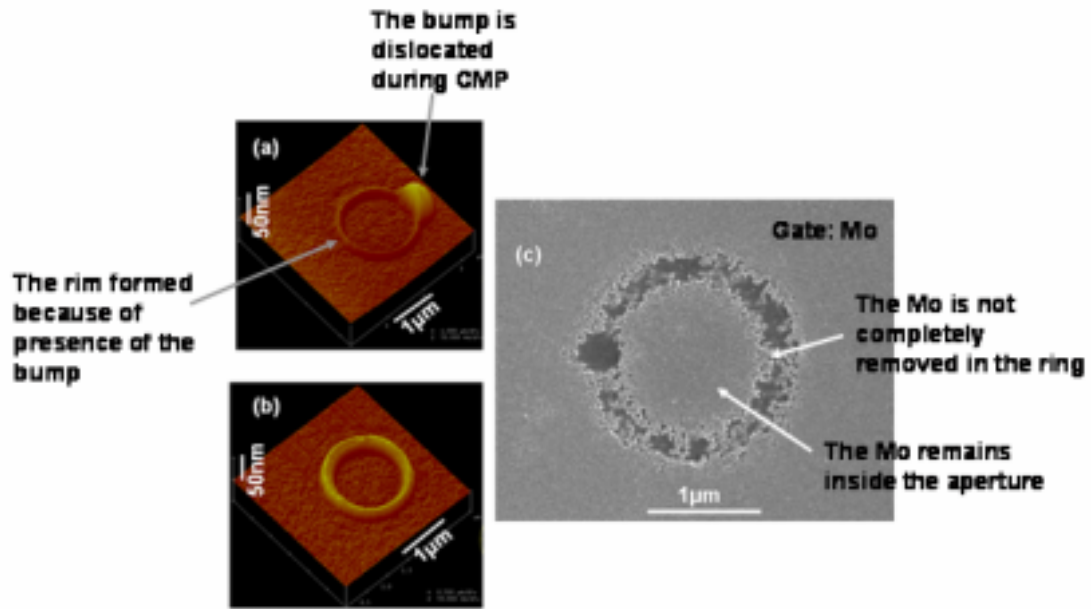 The bump is
dislocated
during CMP
(a)
50nm
1μm
The rim formed
because of
presence of the
bump
(b)
50nm
1μm
(c)
Gate: Mo
The Mo is not
completely
removed in the ring
The Mo remains
inside the aperture
1μm